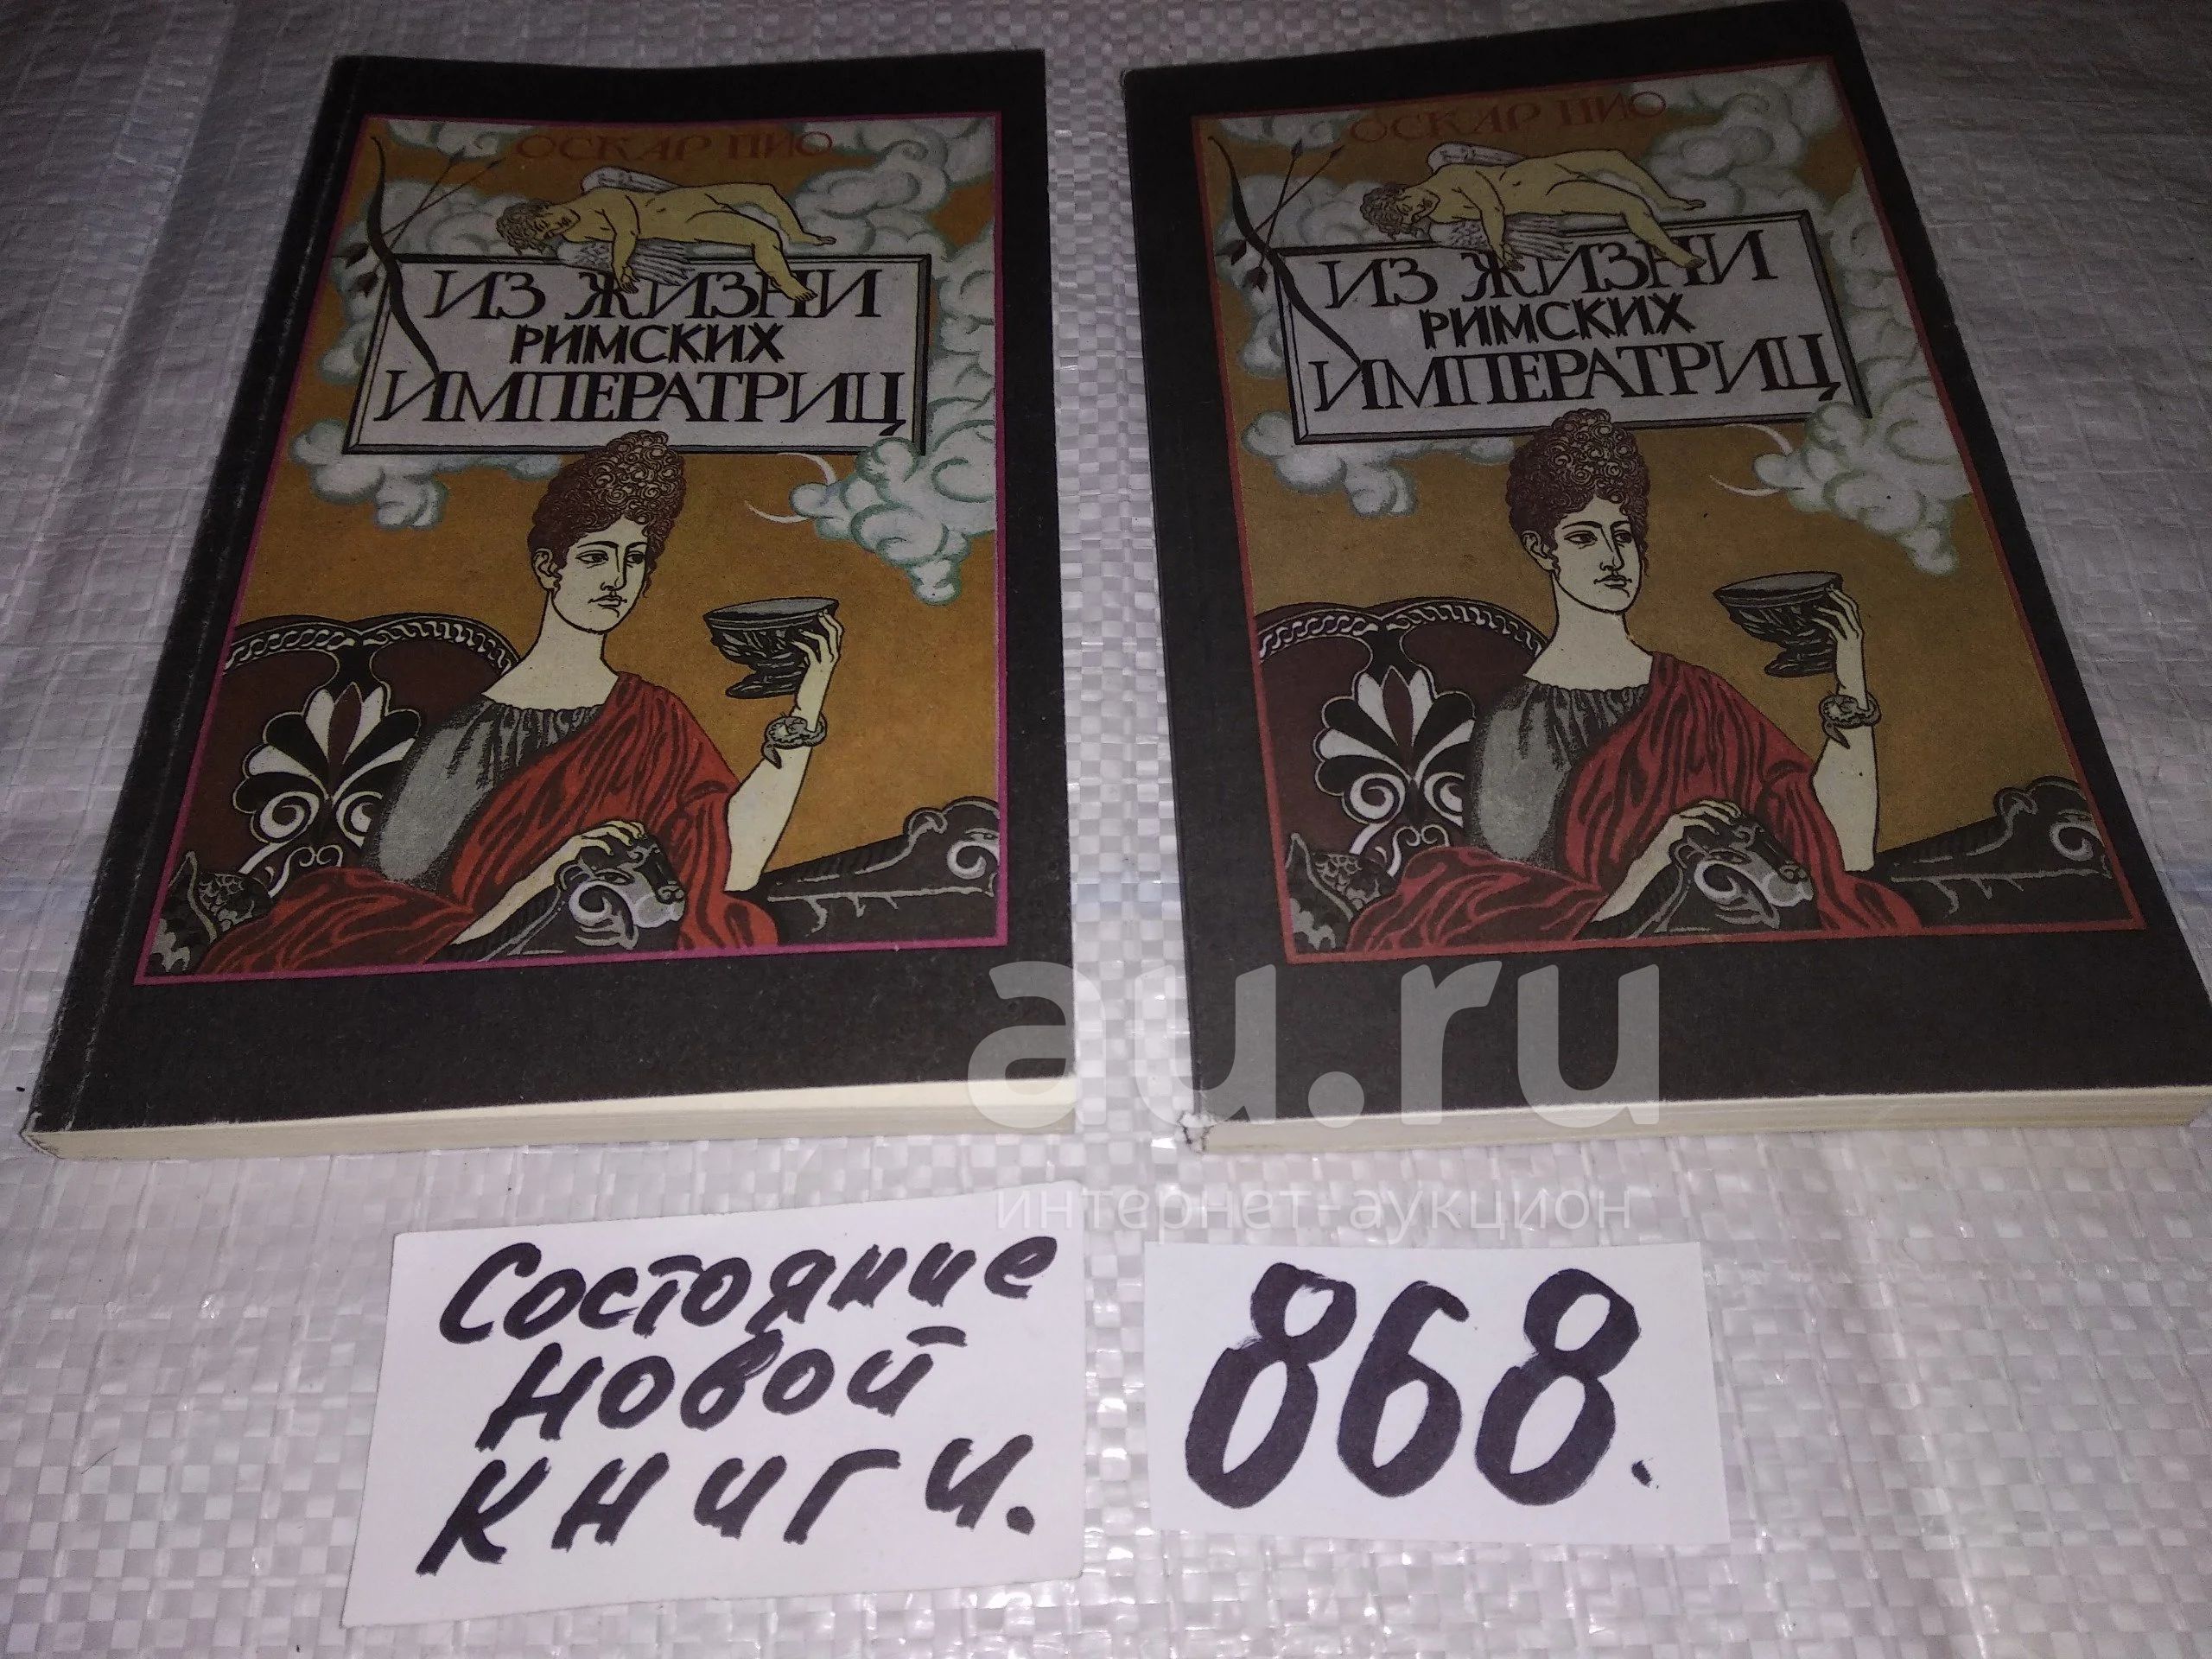 ОСКАР ПИО
ИЗ ЖИЗНИ
РИМСКИХ
ИМПЕРАТРИЦ
ОСКАР ПИО
ИЗ ЖИЗНИ
РИМСКИХ
ИМПЕРАТРИЦ
au.ru
интернет-аукцион
Состояние
новой
книги.
868.